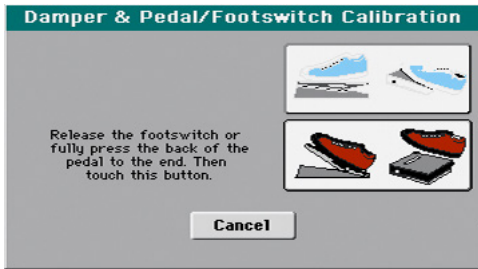 Damper & Pedal/Footswitch Calibration
Release the footswitch or
fully press the back of the
pedal to the end. Then
touch this button.
Cancel